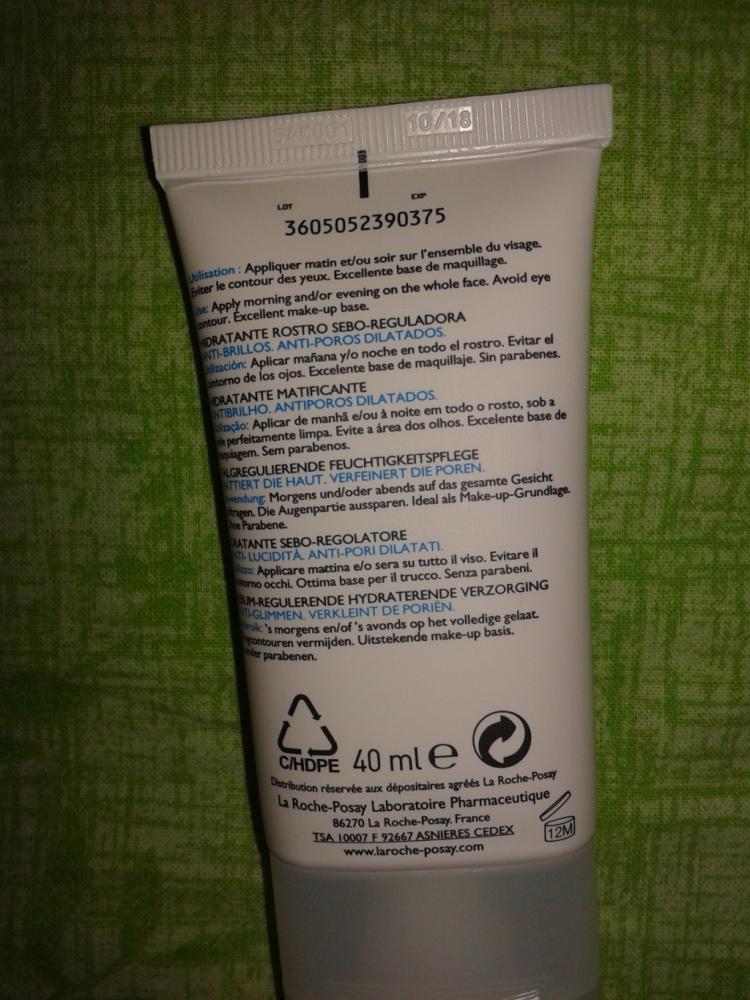 10/18
LOT EXP
3605052390375
Utilisation : Appliquer matin et/ou soir sur l'ensemble du visage.
Eviter le contour des yeux. Excellente base de maquillage.
Use: Apply morning and/or evening on the whole face. Avoid eye
contour. Excellent make-up base.
HIDRATANTE ROSTRO SEBO-REGULADORA
ANTI-BRILLOS. ANTI-POROS DILATADOS.
Utilización: Aplicar mañana y/o noche en todo el rostro. Evitar el
contorno de los ojos. Excelente base de maquillaje. Sin parabenes.
HIDRATANTE MATIFICANTE
ANTIBRILHO. ANTIPOROS DILATADOS.
Aplicar de manhã e/ou à noite em todo o rosto, sob a
perfeitamente limpa. Evite a área dos olhos. Excelente base de
Sem parabenos.
FEUCHTIGKEITSPFLEGE
DIE HAUT. VERFEINERT DIE POREN.
Morgens und/oder abends auf das gesamte Gesicht
Die Augenpartie aussparen. Ideal als Make-up-Grundlage.
Parabene.
SEBO-REGOLATORE
LUCIDITÀ. ANTI-PORI DILATATI.
Applicare mattina e/o sera su tutto il viso. Evitare il
occhi. Ottima base per il trucco. Senza parabeni.
HYDRATERENDE VERZORGING
VERKLEINT DE PORIËN.
's morgens en/of 's avonds op het volledige gelaat.
vermijden. Uitstekende make-up basis.
parabenen.
C/HDPE 40 ml e
Distribution réservée aux dépositaires agréés La Roche-Posay
La Roche-Posay Laboratoire Pharmaceutique
86270 La Roche-Posay. France
TSA 10007 F 92667 ASNIERES CEDEX
www.laroche-posay.com
12M